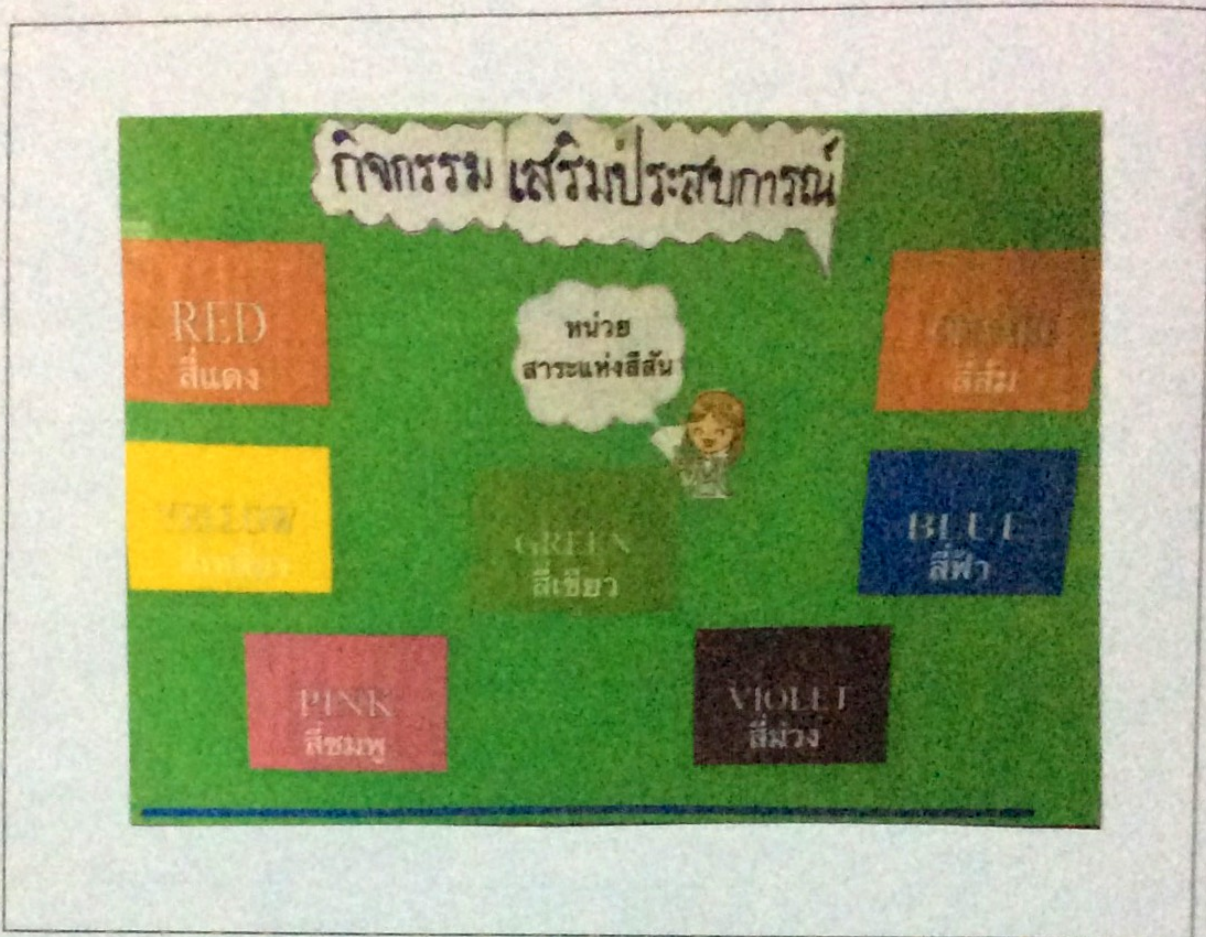 กิจกรรม เสริมประสบการณ์
หน่วย
สาระแห่งสีสัน
RED
สีแดง
สีส้ม
YELLOW
GREEN
สีเขียว
BLUE
สีฟ้า
PINK
สีชมพู
VIOLET
สีม่วง